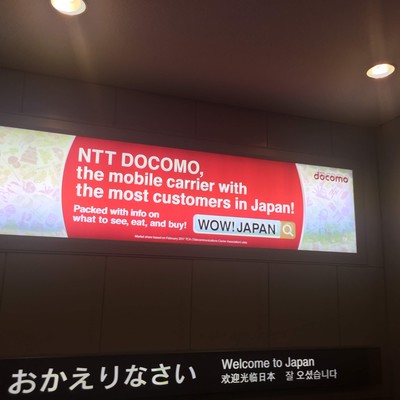 NTT DOCOMO,
the mobile carrier with
the most customers in Japan!
Packed with info on
what to see, eat, and buy!
WOW!JAPAN
docomo
おかえりなさい
Welcome to Japan
欢迎光临日本 잘 오셨습니다